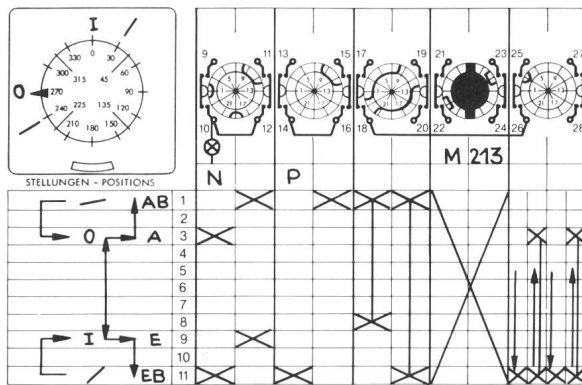 I
0
330 0 30
300 315 45 60
O 270 90
240 225 135 120
210 180 150
STELLUNGEN - POSITIONS
9 11 13 15 17 19 21 23 25 27
10 12 14 16 18 20 22 24 26 28
M 213
N P
AB 1
2
O A 3
4
5
6
7
8
I E 9
10
EB 11